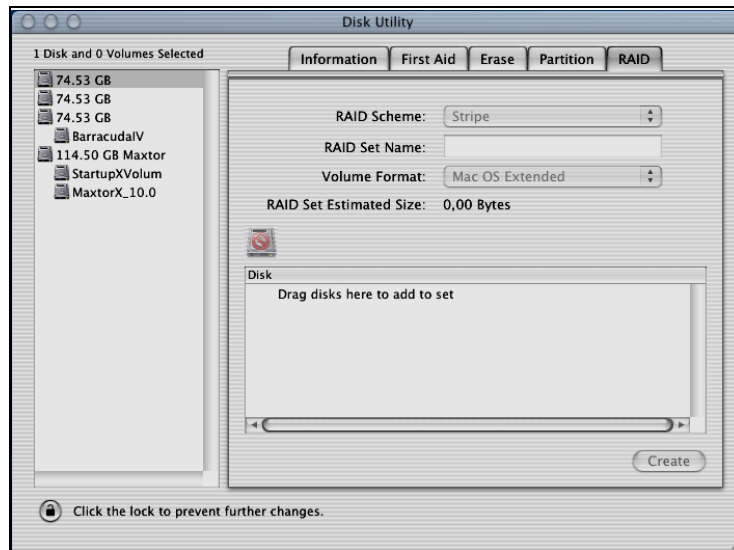 Disk Utility
1 Disk and 0 Volumes Selected
74.53 GB
74.53 GB
74.53 GB
BarracudaIV
114.50 GB Maxtor
StartupXVolum
MaxtorX_10.0
Information
First Aid
Erase
Partition
RAID
RAID Scheme: Stripe
RAID Set Name:
Volume Format: Mac OS Extended
RAID Set Estimated Size: 0,00 Bytes
Disk
Drag disks here to add to set
Create
Click the lock to prevent further changes.